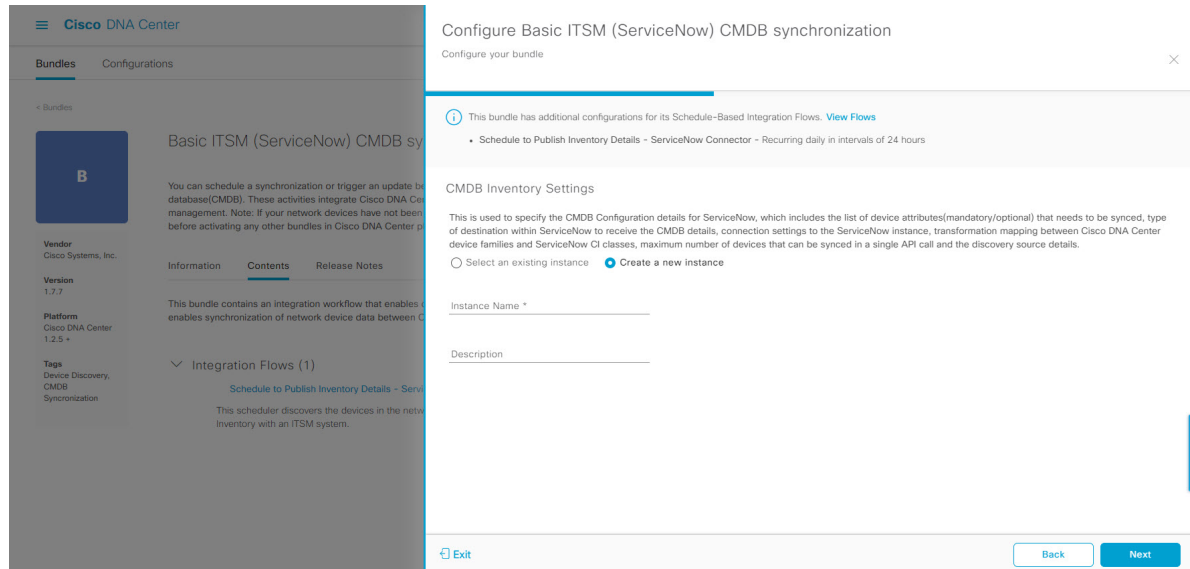 Cisco DNA Center
Bundles Configurations
< Bundles
B
Vendor
Cisco Systems, Inc.
Version
1.7.7
Platform
Cisco DNA Center
1.2.5 +
Tags
Device Discovery,
CMDB
Syncronization
Basic ITSM (ServiceNow) CMDB sy
You can schedule a synchronization or trigger an update be
database(CMDB). These activities integrate Cisco DNA Cen
management. Note: If your network devices have not been
before activating any other bundles in Cisco DNA Center pl
Information Contents Release Notes
This bundle contains an integration workflow that enables
enables synchronization of network device data between C
Integration Flows (1)
Schedule to Publish Inventory Details - Servi
This scheduler discovers the devices in the netw
Inventory with an ITSM system.
Configure Basic ITSM (ServiceNow) CMDB synchronization
Configure your bundle
This bundle has additional configurations for its Schedule-Based Integration Flows. View Flows
• Schedule to Publish Inventory Details - ServiceNow Connector - Recurring daily in intervals of 24 hours
CMDB Inventory Settings
This is used to specify the CMDB Configuration details for ServiceNow, which includes the list of device attributes(mandatory/optional) that needs to be synced, type
of destination within ServiceNow to receive the CMDB details, connection settings to the ServiceNow instance, transformation mapping between Cisco DNA Center
device families and ServiceNow CI classes, maximum number of devices that can be synced in a single API call and the discovery source details.
Select an existing instance Create a new instance
Instance Name *
Description
Exit
Back
Next